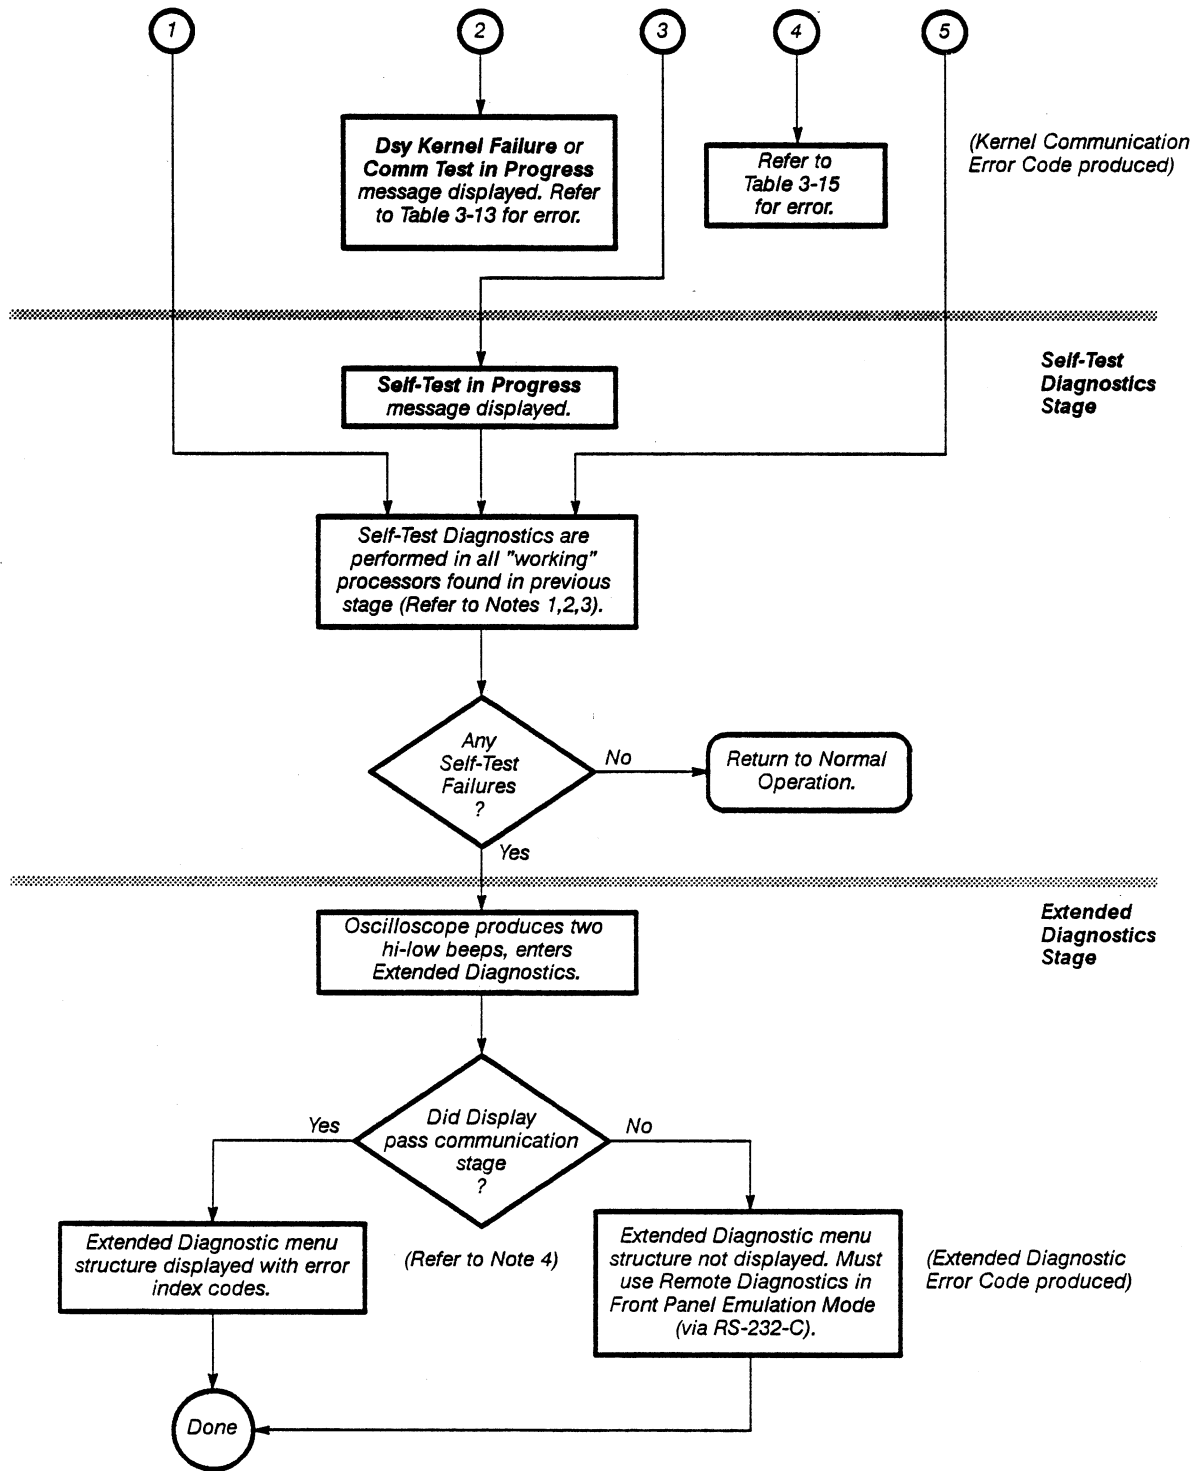 1
2
3
4
5
Dsy Kernel Failure or
Comm Test in Progress
message displayed. Refer
to Table 3-13 for error.
Refer to
Table 3-15
for error.
(Kernel Communication
Error Code produced)
Self-Test
Diagnostics
Stage
Self-Test in Progress
message displayed.
Self-Test Diagnostics are
performed in all "working"
processors found in previous
stage (Refer to Notes 1,2,3).
Any
Self-Test
Failures
?
No
Return to Normal
Operation.
Yes
Extended
Diagnostics
Stage
Oscilloscope produces two
hi-low beeps, enters
Extended Diagnostics.
Did Display
pass communication
stage
?
Yes
No
Extended Diagnostic menu
structure displayed with error
index codes.
(Refer to Note 4)
Extended Diagnostic menu
structure not displayed. Must
use Remote Diagnostics in
Front Panel Emulation Mode
(via RS-232-C).
(Extended Diagnostic
Error Code produced)
Done